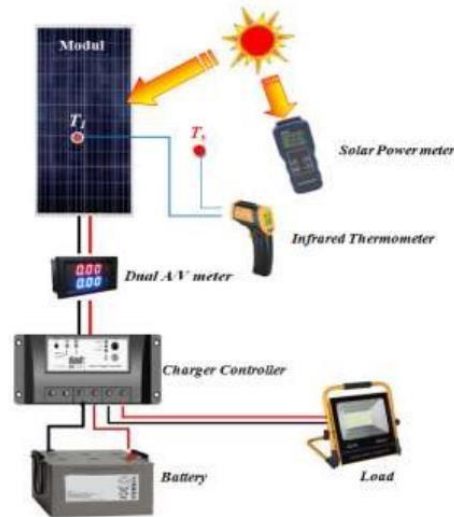 Modul
T1
Ts
Solar Power meter
Infrared Thermometer
0.00
0.00
Dual A/V meter
Charger Controller
Battery
Load